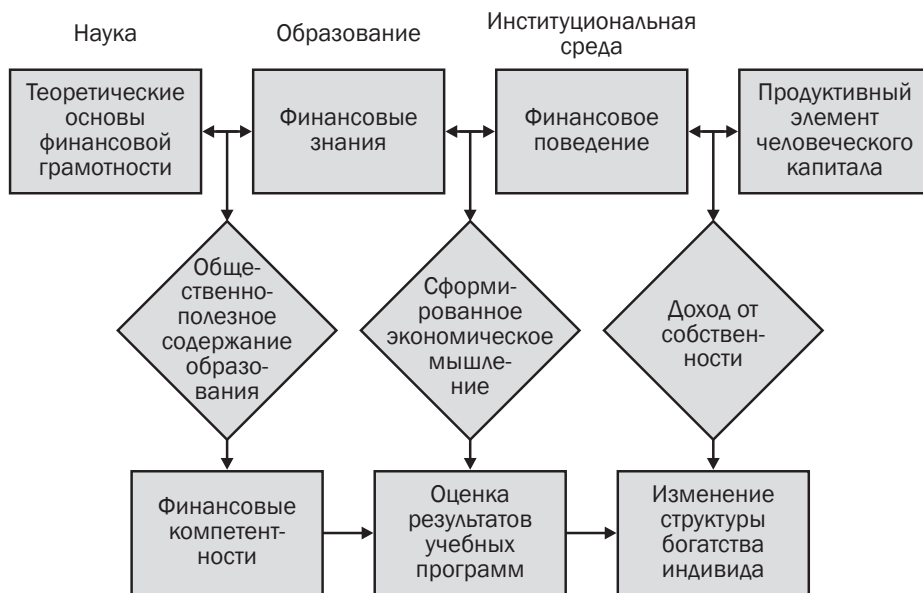 Наука
Образование
Институциональная
среда
Теоретические
основы
финансовой
грамотности
Финансовые
знания
Финансовое
поведение
Продуктивный
элемент
человеческого
капитала
Обще-
ственно-
полезное
содержание
образо-
вания
Сформи-
рованное
экономическое
мышле-
ние
Доход от
собствен-
ности
Финансовые
компетент-
ности
Оценка
результатов
учебных
программ
Изменение
структуры
богатства
индивида